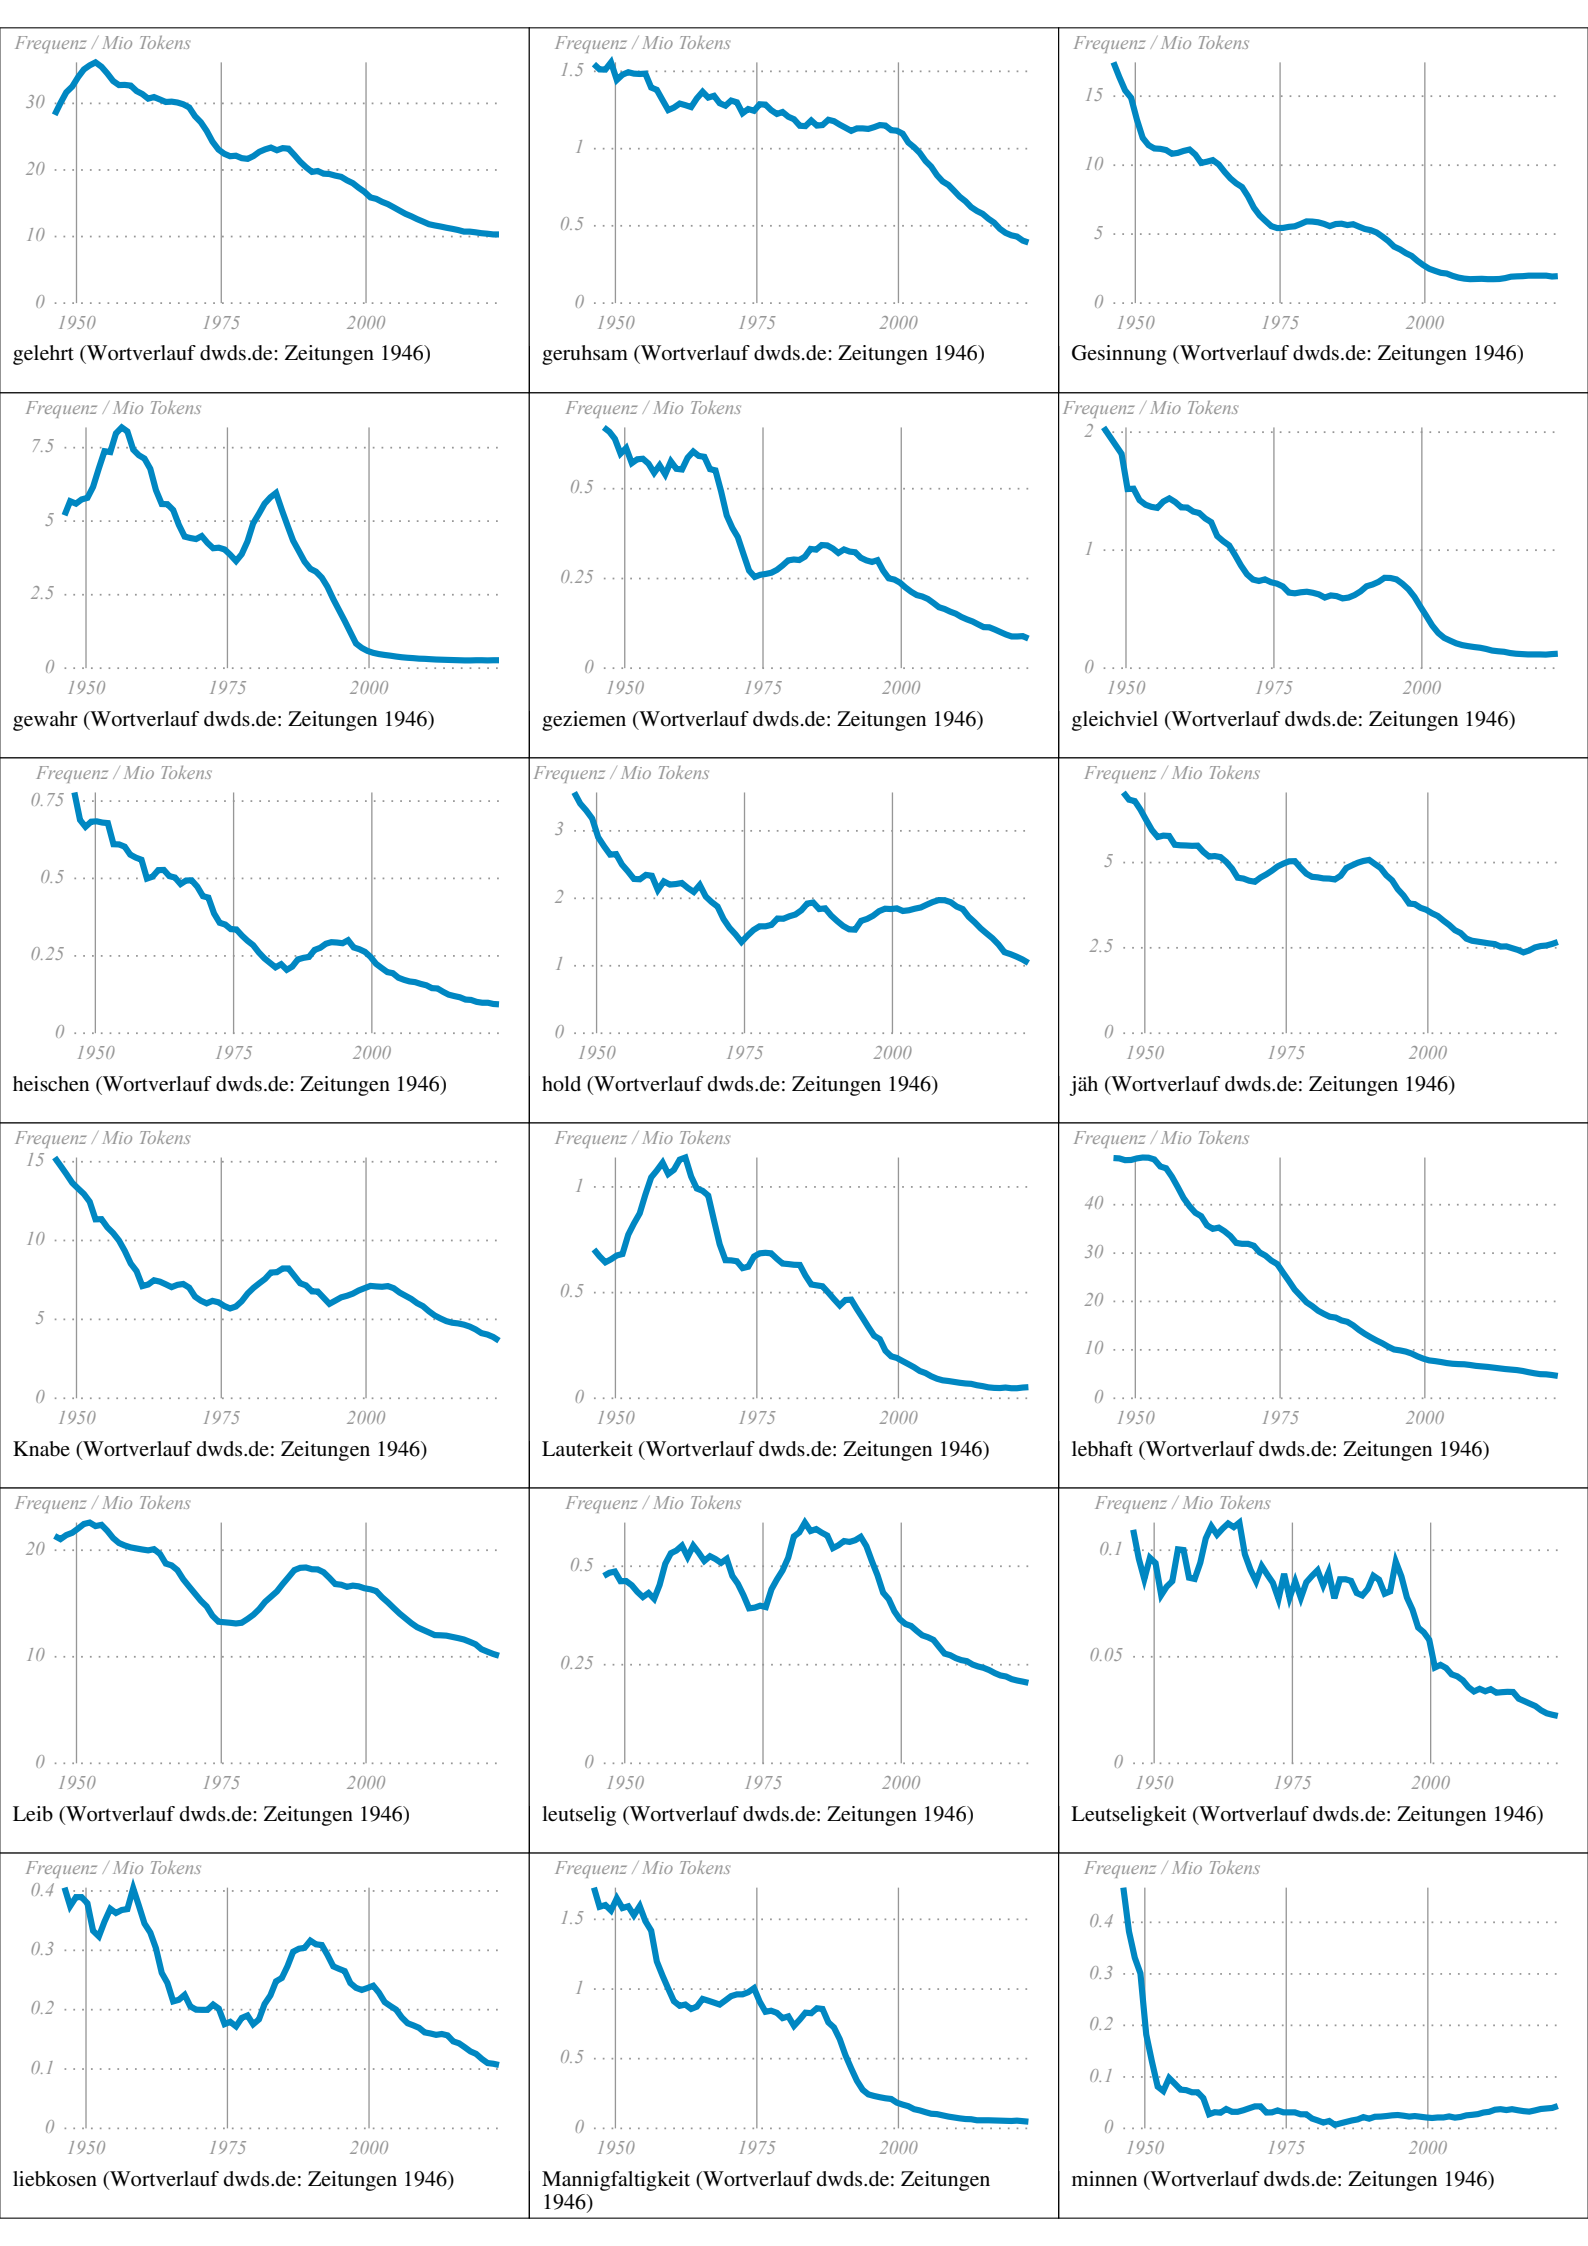 Frequenz / Mio Tokens
30
20
10
0
1950 1975 2000
gelehrt (Wortverlauf dwds.de: Zeitungen 1946)
Frequenz / Mio Tokens
1.5
1
0.5
0
1950 1975 2000
geruhsam (Wortverlauf dwds.de: Zeitungen 1946)
Frequenz / Mio Tokens
15
10
5
0
1950 1975 2000
Gesinnung (Wortverlauf dwds.de: Zeitungen 1946)
Frequenz / Mio Tokens
7.5
5
2.5
0
1950 1975 2000
gewahr (Wortverlauf dwds.de: Zeitungen 1946)
Frequenz / Mio Tokens
0.5
0.25
0
1950 1975 2000
geziemen (Wortverlauf dwds.de: Zeitungen 1946)
Frequenz / Mio Tokens
2
1
0
1950 1975 2000
gleichviel (Wortverlauf dwds.de: Zeitungen 1946)
Frequenz / Mio Tokens
0.75
0.5
0.25
0
1950 1975 2000
heischen (Wortverlauf dwds.de: Zeitungen 1946)
Frequenz / Mio Tokens
3
2
1
0
1950 1975 2000
hold (Wortverlauf dwds.de: Zeitungen 1946)
Frequenz / Mio Tokens
5
2.5
0
1950 1975 2000
jäh (Wortverlauf dwds.de: Zeitungen 1946)
Frequenz / Mio Tokens
15
10
5
0
1950 1975 2000
Knabe (Wortverlauf dwds.de: Zeitungen 1946)
Frequenz / Mio Tokens
1
0.5
0
1950 1975 2000
Lauterkeit (Wortverlauf dwds.de: Zeitungen 1946)
Frequenz / Mio Tokens
40
30
20
10
0
1950 1975 2000
lebhaft (Wortverlauf dwds.de: Zeitungen 1946)
Frequenz / Mio Tokens
20
10
0
1950 1975 2000
Leib (Wortverlauf dwds.de: Zeitungen 1946)
Frequenz / Mio Tokens
0.5
0.25
0
1950 1975 2000
leutselig (Wortverlauf dwds.de: Zeitungen 1946)
Frequenz / Mio Tokens
0.1
0.05
0
1950 1975 2000
Leutseligkeit (Wortverlauf dwds.de: Zeitungen 1946)
Frequenz / Mio Tokens
0.4
0.3
0.2
0.1
0
1950 1975 2000
liebkosen (Wortverlauf dwds.de: Zeitungen 1946)
Frequenz / Mio Tokens
1.5
1
0.5
0
1950 1975 2000
Mannigfaltigkeit (Wortverlauf dwds.de: Zeitungen
1946)
Frequenz / Mio Tokens
0.4
0.3
0.2
0.1
0
1950 1975 2000
minnen (Wortverlauf dwds.de: Zeitungen 1946)